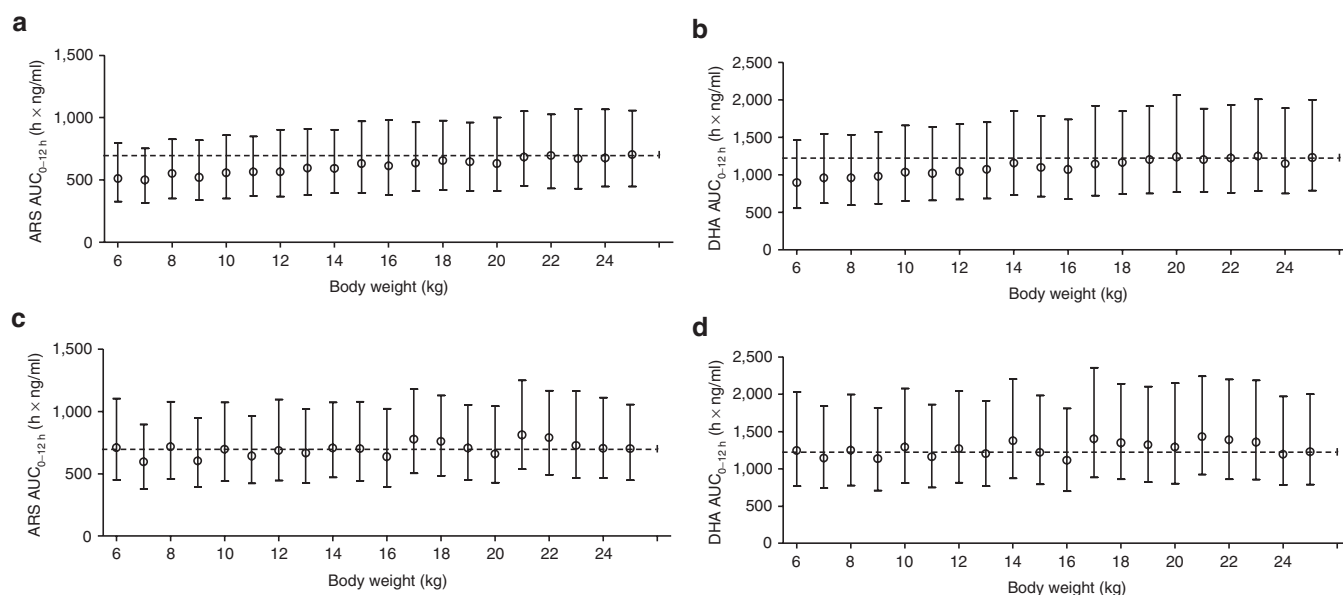 a
1,500
1,000
500
0
ARS AUC0–12 h (h × ng/ml)
6 8 10 12 14 16 18 20 22 24
Body weight (kg)
b
2,500
2,000
1,500
1,000
500
0
DHA AUC0–12 h (h × ng/ml)
6 8 10 12 14 16 18 20 22 24
Body weight (kg)
c
1,500
1,000
500
0
ARS AUC0–12 h (h × ng/ml)
6 8 10 12 14 16 18 20 22 24
Body weight (kg)
d
2,500
2,000
1,500
1,000
500
0
DHA AUC0–12 h (h × ng/ml)
6 8 10 12 14 16 18 20 22 24
Body weight (kg)